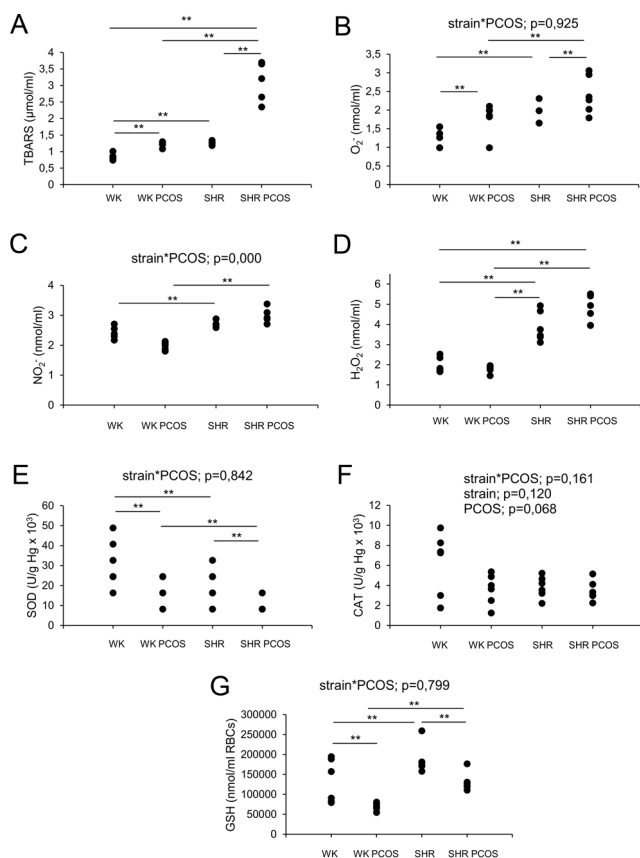 A
**
**
**
**
**
TBARS (μmol/ml)
4
3,5
3
2,5
2
1,5
1
0,5
0
WK
WK PCOS
SHR
SHR PCOS
B
strain*PCOS; p=0,925
**
**
**
**
O₂⁻ (nmol/ml)
3,5
3
2,5
2
1,5
1
0,5
0
WK
WK PCOS
SHR
SHR PCOS
C
strain*PCOS; p=0,000
**
**
NO₂⁻ (nmol/ml)
4
3
2
1
0
WK
WK PCOS
SHR
SHR PCOS
D
**
**
**
**
H₂O₂ (nmol/ml)
6
5
4
3
2
1
0
WK
WK PCOS
SHR
SHR PCOS
E
strain*PCOS; p=0,842
**
**
**
**
SOD (U/g Hg x 10³)
60
50
40
30
20
10
0
WK
WK PCOS
SHR
SHR PCOS
F
strain*PCOS; p=0,161
strain; p=0,120
PCOS; p=0,068
CAT (U/g Hg x 10³)
12
10
8
6
4
2
0
WK
WK PCOS
SHR
SHR PCOS
G
strain*PCOS; p=0,799
**
**
**
**
GSH (nmol/ml RBCs)
300000
250000
200000
150000
100000
50000
0
WK
WK PCOS
SHR
SHR PCOS